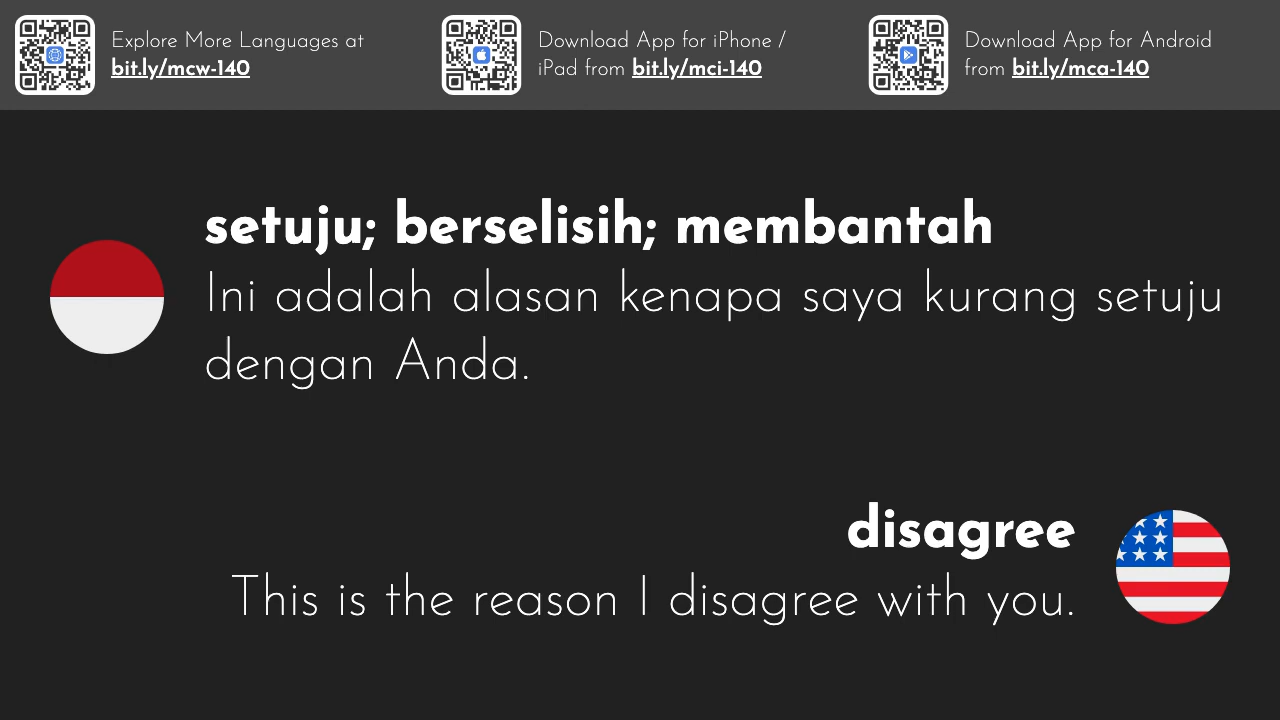 Explore More Languages at
bit.ly/mcw-140
Download App for iPhone /
iPad from bit.ly/mci-140
Download App for Android
from bit.ly/mca-140
setuju; berselisih; membantah
Ini adalah alasan kenapa saya kurang setuju
dengan Anda.
disagree
This is the reason I disagree with you.